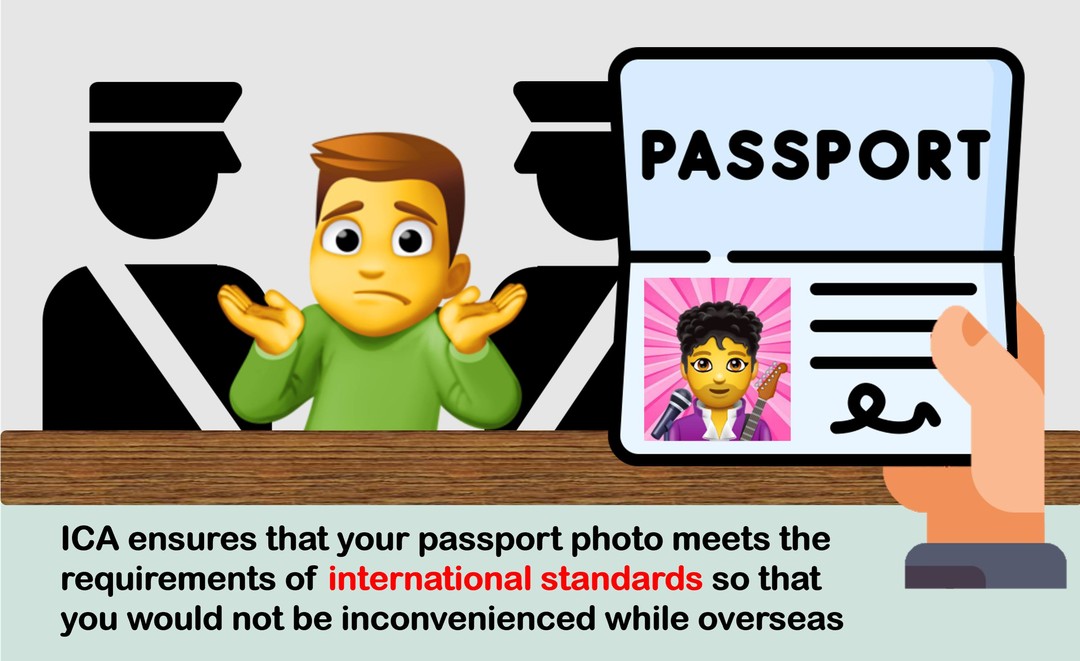 PASSPORT
ICA ensures that your passport photo meets the
requirements of international standards so that
you would not be inconvenienced while overseas